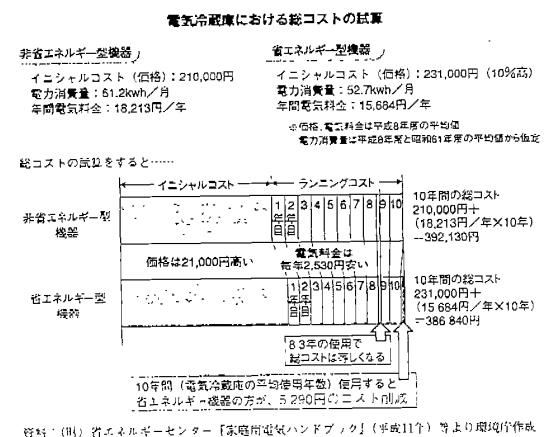 電気冷蔵庫における総コストの試算
非省エネルギー型機器
イニシャルコスト（価格）：210,000円
電力消費量：61.2kwh／月
年間電気料金：18,213円／年
省エネルギー型機器
イニシャルコスト（価格）：231,000円（10%高）
電力消費量：52.7kwh／月
年間電気料金：15,684円／年
※価格、電気料金は平成8年度の平均値
電力消費量は平成8年度と昭和61年度の平均値から仮定
総コストの試算をすると……
イニシャルコスト
ランニングコスト
非省エネルギー型
機器
1年目 2年目 3 4 5 6 7 8 9 10
10年間の総コスト
210,000円＋
(18,213円／年×10年)
＝392,130円
価格は21,000円高い
電気料金は
毎年2,530円安い
省エネルギー型
機器
1年目 2年目 3 4 5 6 7 8 9 10
10年間の総コスト
231,000円＋
(15 684円／年×10年)
＝386 840円
8.3年の使用で
総コストは等しくなる
10年間（電気冷蔵庫の平均使用年数）使用すると
省エネルギー機器の方が、5,290円のコスト削減
資料：(財) 省エネルギーセンター『家庭用電気ハンドブック』（平成11年）等より環境庁作成